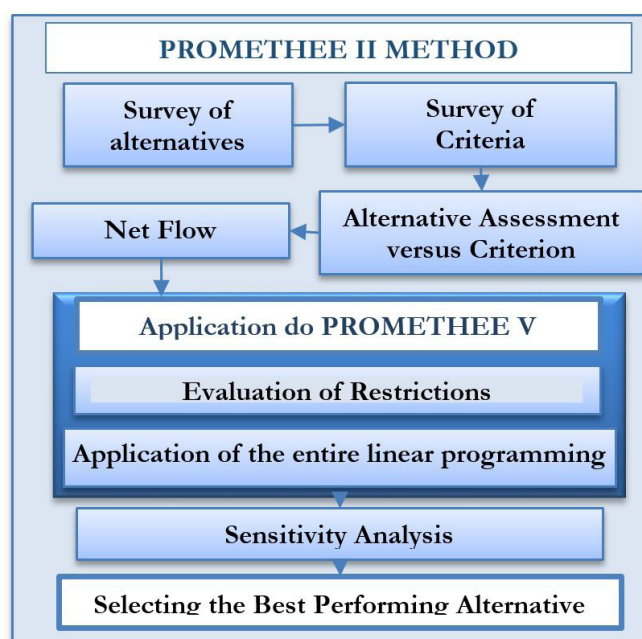 PROMETHEE II METHOD
Survey of
alternatives
Survey of
Criteria
Alternative Assessment
versus Criterion
Net Flow
Application do PROMETHEE V
Evaluation of Restrictions
Application of the entire linear programming
Sensitivity Analysis
Selecting the Best Performing Alternative